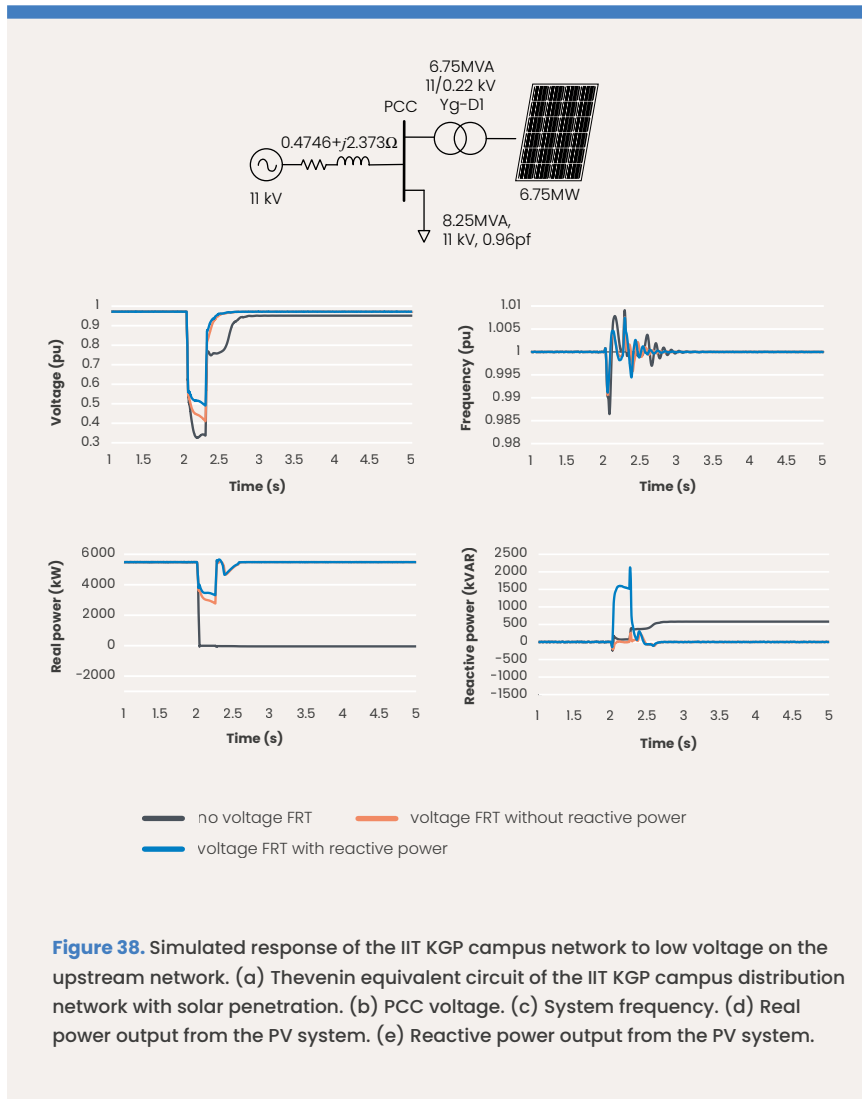 6.75MVA
11/0.22 kV
Yg-D1
PCC
0.4746+j2.373Ω
11 kV
6.75MW
8.25MVA,
11 kV, 0.96pf
Voltage (pu)
1
0.9
0.8
0.7
0.6
0.5
0.4
0.3
1 1.5 2 2.5 3 3.5 4 4.5 5
Time (s)
Frequency (pu)
1.01
1.005
1
0.995
0.99
0.985
0.98
1 1.5 2 2.5 3 3.5 4 4.5 5
Time (s)
Real power (kW)
6000
4000
2000
0
−2000
1 1.5 2 2.5 3 3.5 4 4.5 5
Time (s)
Reactive power (kVAR)
2500
2000
1500
1000
500
0
−500
−1000
−1500
1 1.5 2 2.5 3 3.5 4 4.5 5
Time (s)
no voltage FRT
voltage FRT without reactive power
voltage FRT with reactive power
Figure 38. Simulated response of the IIT KGP campus network to low voltage on the
upstream network. (a) Thevenin equivalent circuit of the IIT KGP campus distribution
network with solar penetration. (b) PCC voltage. (c) System frequency. (d) Real
power output from the PV system. (e) Reactive power output from the PV system.